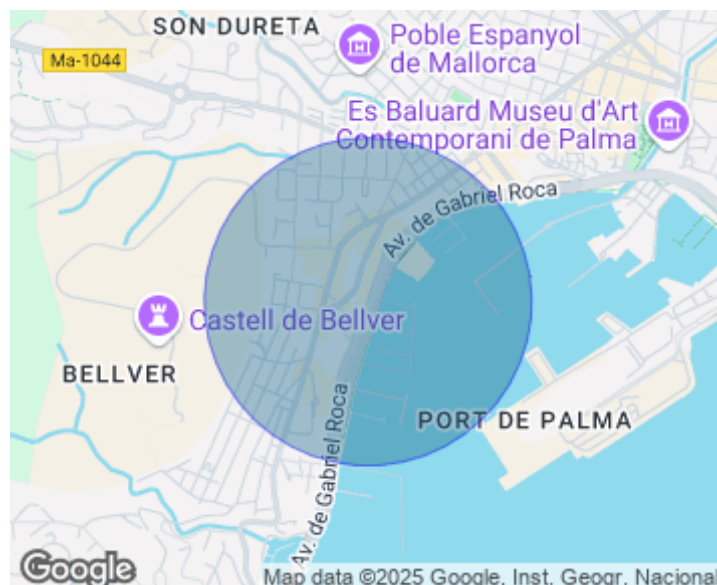 SON DURETA
Ma-1044
Poble Espanyol
de Mallorca
Es Baluard Museu d'Art
Contemporani de Palma
Av. de Gabriel Roca
Castell de Bellver
BELLVER
PORT DE PALMA
Av. de Gabriel Roca
Google
Map data ©2025 Google, Inst. Geogr. Nacional